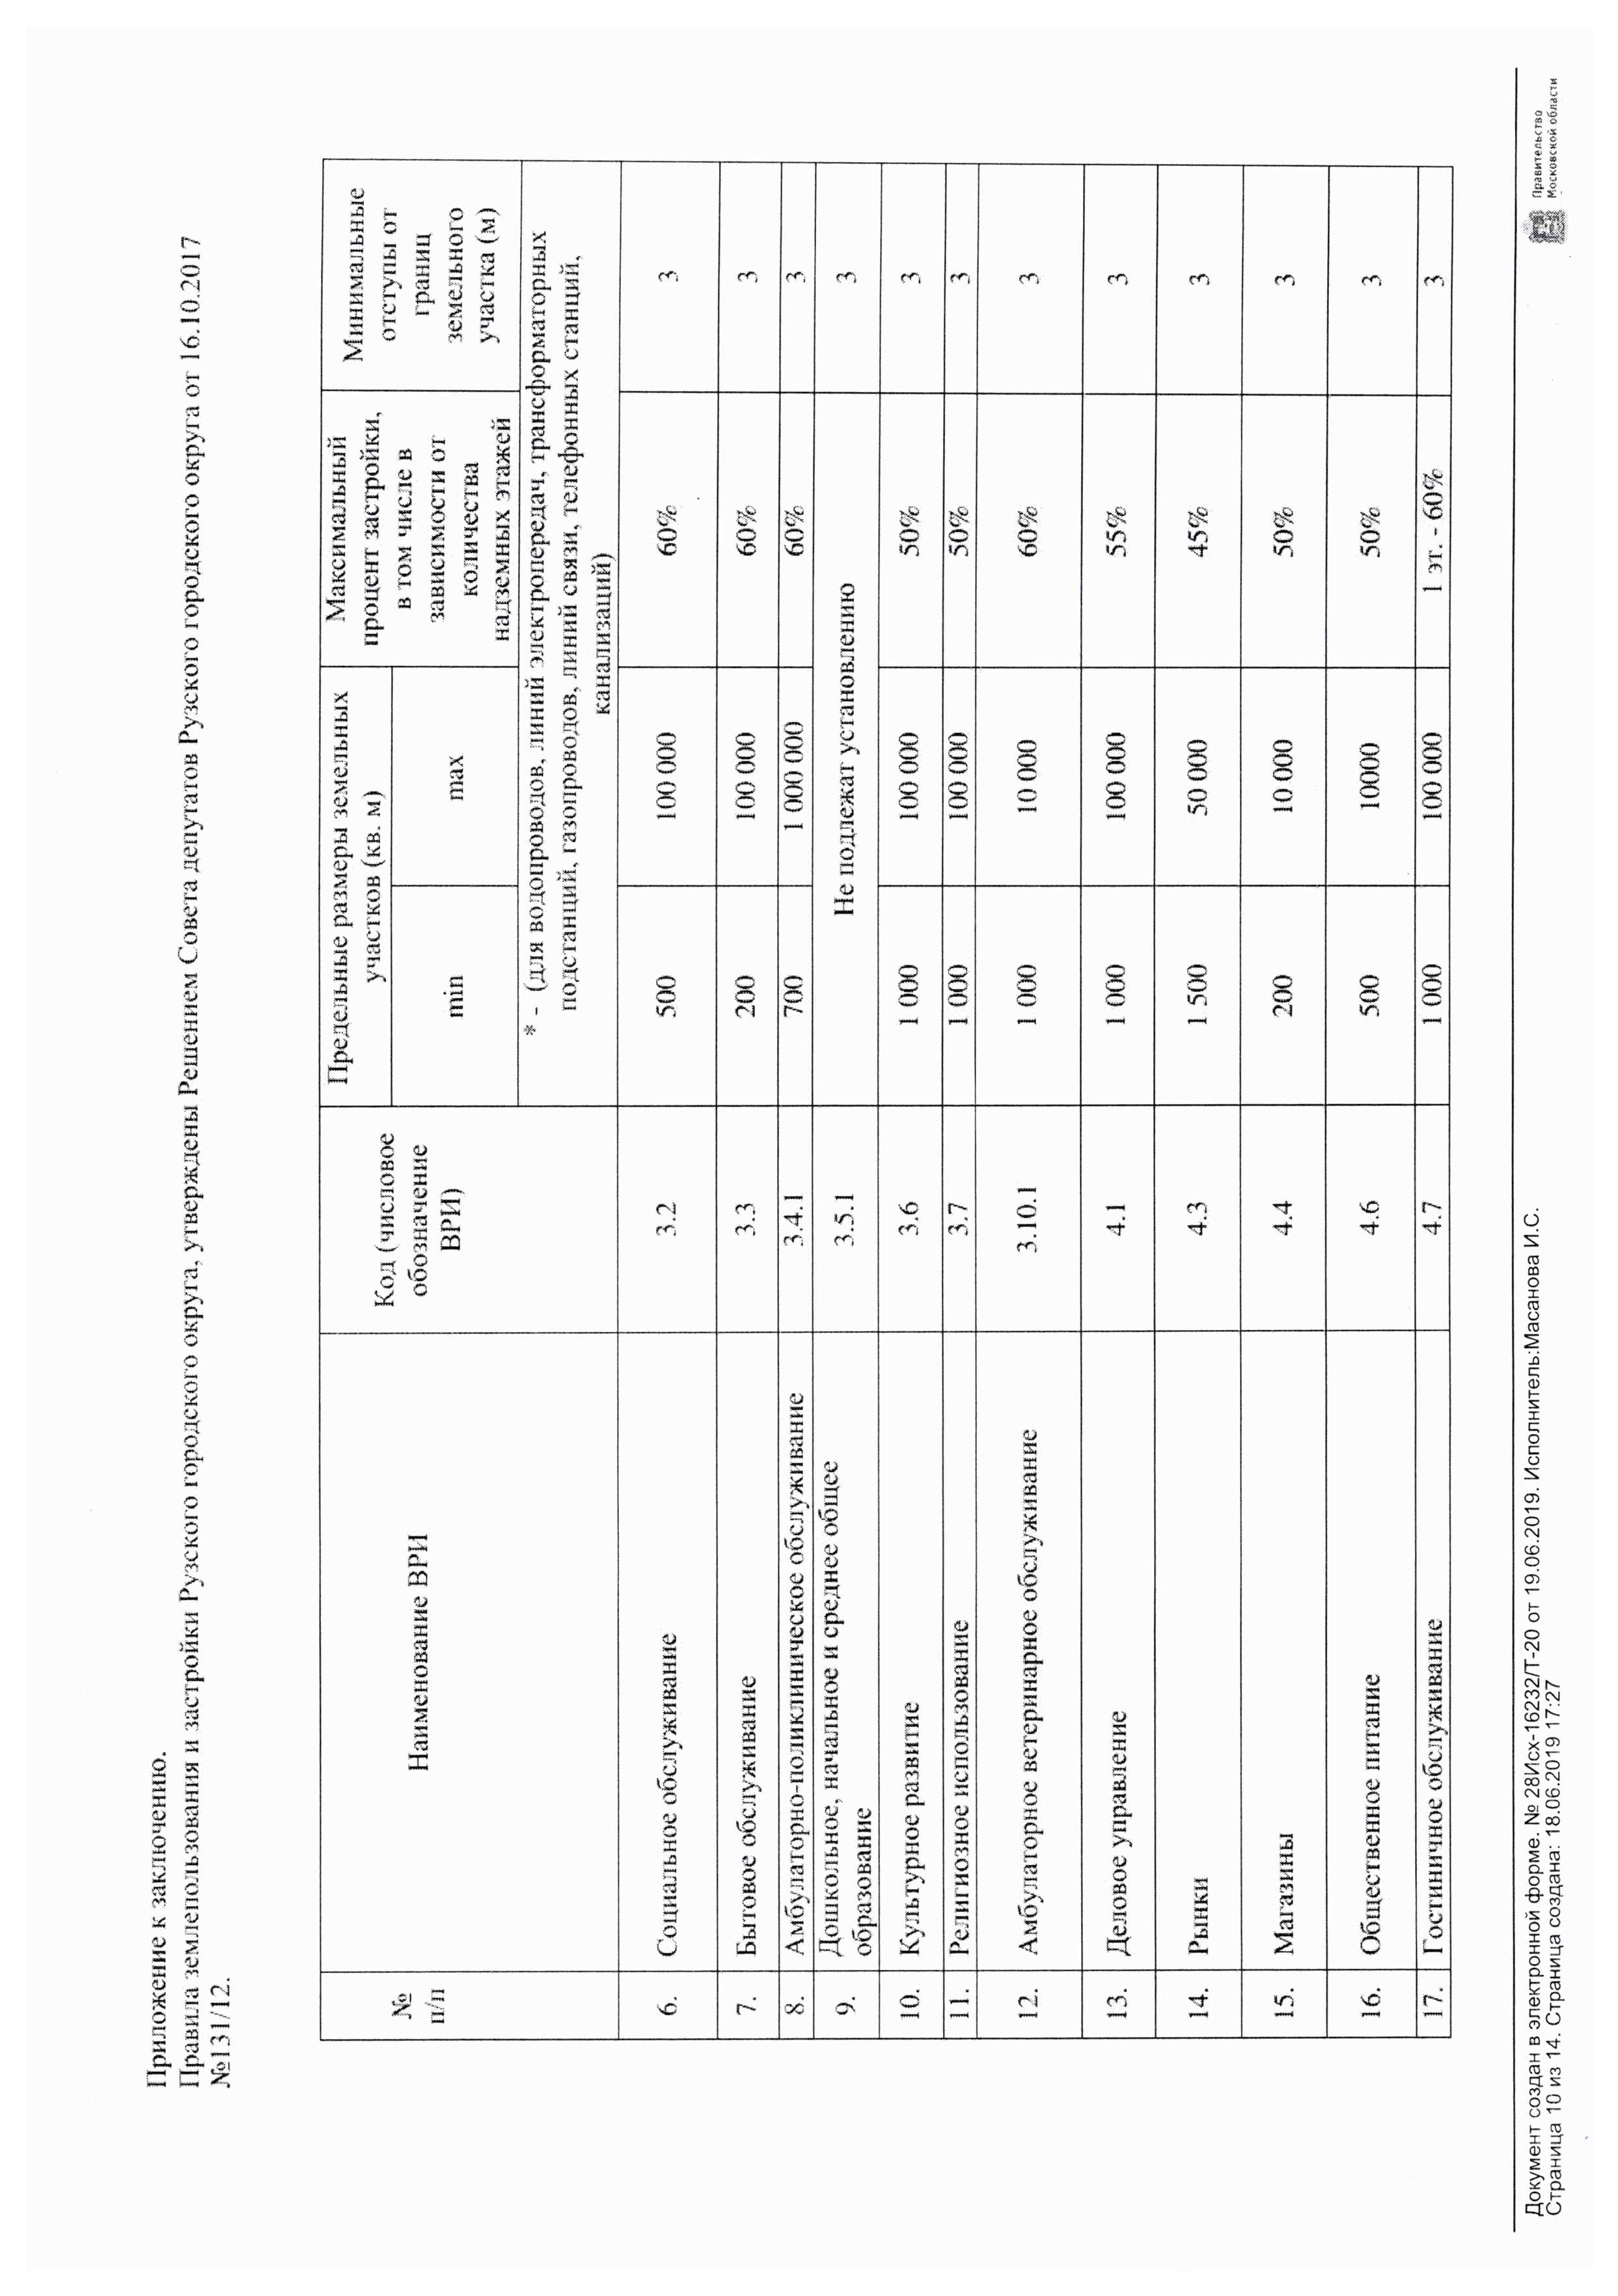 Приложение к заключению.
Правила землепользования и застройки Рузского городского округа, утверждены Решением Совета депутатов Рузского городского округа от 16.10.2017
№131/12.
№
п/п
Наименование ВРИ
Код (числовое
обозначение
ВРИ)
Предельные размеры земельных
участков (кв. м)
min
max
Максимальный
процент застройки,
в том числе в
зависимости от
количества
надземных этажей
Минимальные
отступы от
границ
земельного
участка (м)
* - (для водопроводов, линий электропередач, трансформаторных
подстанций, газопроводов, линий связи, телефонных станций,
канализаций)
6. Социальное обслуживание 3.2 500 100 000 60% 3
7. Бытовое обслуживание 3.3 200 100 000 60% 3
8. Амбулаторно-поликлиническое обслуживание 3.4.1 700 1 000 000 60% 3
9. Дошкольное, начальное и среднее общее
образование 3.5.1 Не подлежат установлению 3
10. Культурное развитие 3.6 1 000 100 000 50% 3
11. Религиозное использование 3.7 1 000 100 000 50% 3
12. Амбулаторное ветеринарное обслуживание 3.10.1 1 000 10 000 60% 3
13. Деловое управление 4.1 1 000 100 000 55% 3
14. Рынки 4.3 1 500 50 000 45% 3
15. Магазины 4.4 200 10 000 50% 3
16. Общественное питание 4.6 500 10000 50% 3
17. Гостиничное обслуживание 4.7 1 000 100 000 1 эт. - 60% 3
Документ создан в электронной форме. № 28Исх-16232/Т-20 от 19.06.2019. Исполнитель:Масанова И.С.
Страница 10 из 14. Страница создана: 18.06.2019 17:27
Правительство
Московской области